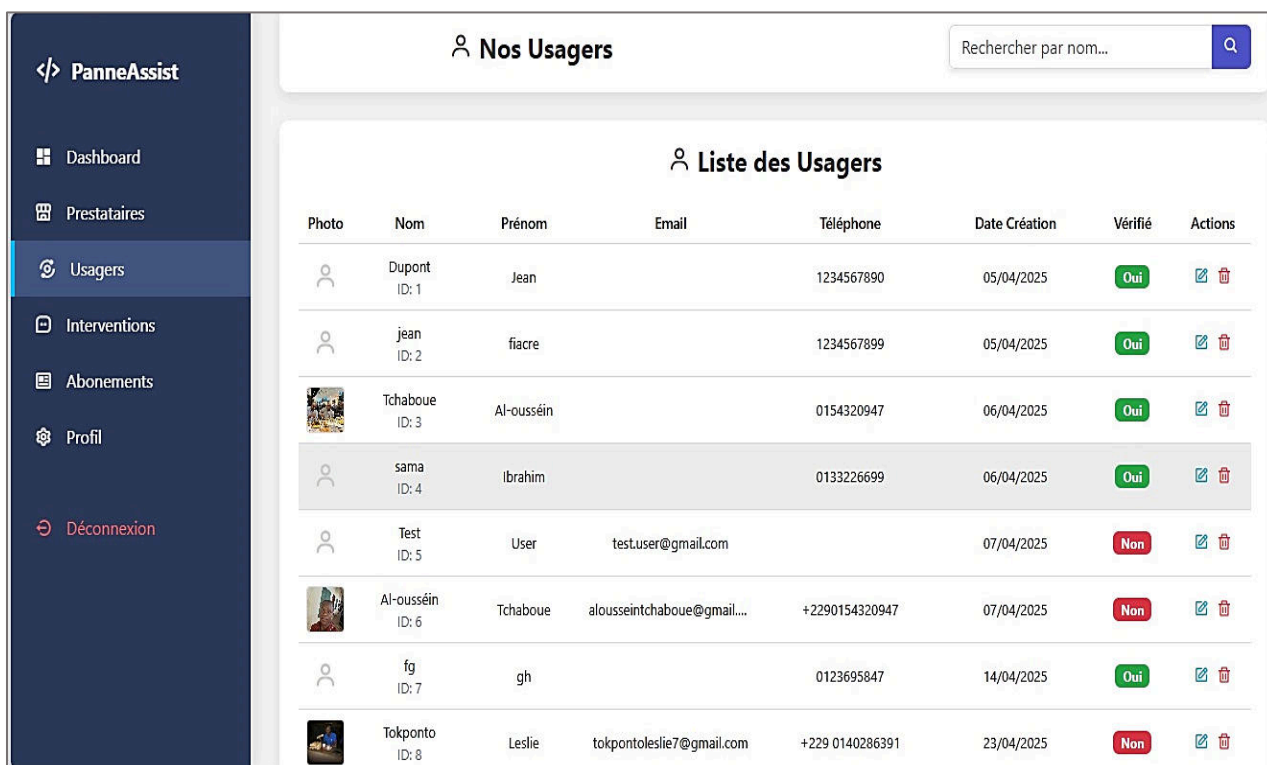 </> PanneAssist
Dashboard
Prestataires
Usagers
Interventions
Abonements
Profil
Déconnexion
Nos Usagers
Rechercher par nom...
Liste des Usagers
Photo Nom Prénom Email Téléphone Date Création Vérifié Actions
Dupont
ID: 1
Jean 1234567890 05/04/2025 Oui
jean
ID: 2
fiacre 1234567899 05/04/2025 Oui
Tchaboue
ID: 3
Al-ousséin 0154320947 06/04/2025 Oui
sama
ID: 4
Ibrahim 0133226699 06/04/2025 Oui
Test
ID: 5
User test.user@gmail.com 07/04/2025 Non
Al-ousséin
ID: 6
Tchaboue alousseintchaboue@gmail.... +2290154320947 07/04/2025 Non
fg
ID: 7
gh 0123695847 14/04/2025 Oui
Tokponto
ID: 8
Leslie tokpontoleslie7@gmail.com +229 0140286391 23/04/2025 Non